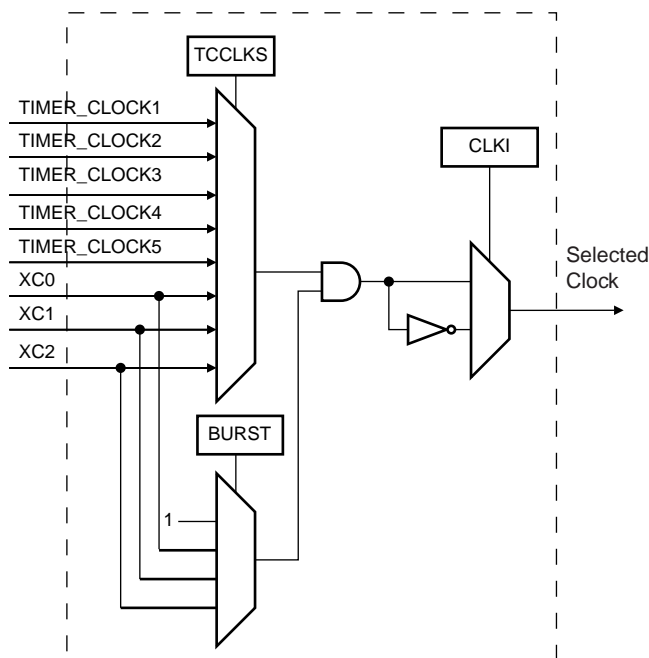 TCCLKS
TIMER_CLOCK1
TIMER_CLOCK2
TIMER_CLOCK3
TIMER_CLOCK4
TIMER_CLOCK5
XC0
XC1
XC2
CLKI
Selected
Clock
BURST
1